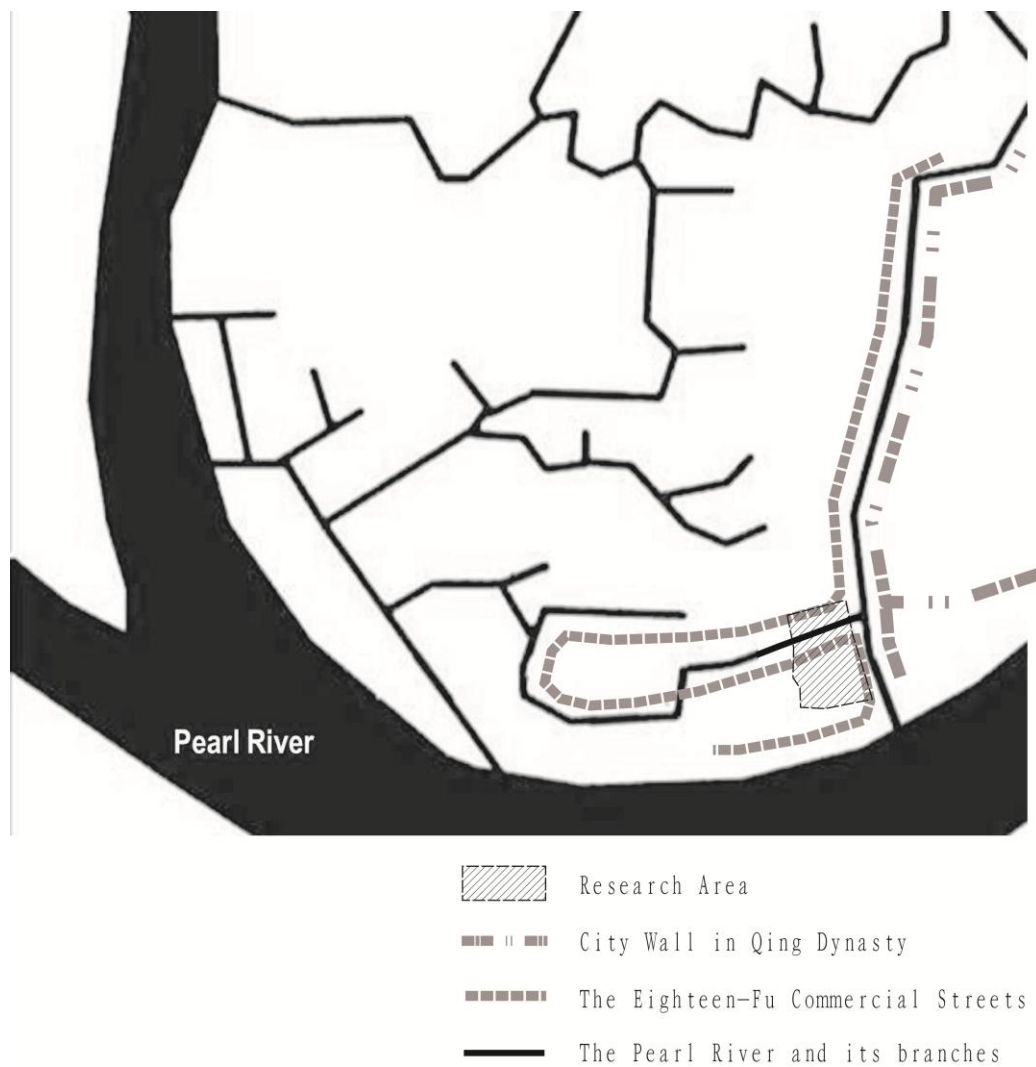 Pearl River
Research Area
City Wall in Qing Dynasty
The Eighteen—Fu Commercial Streets
The Pearl River and its branches